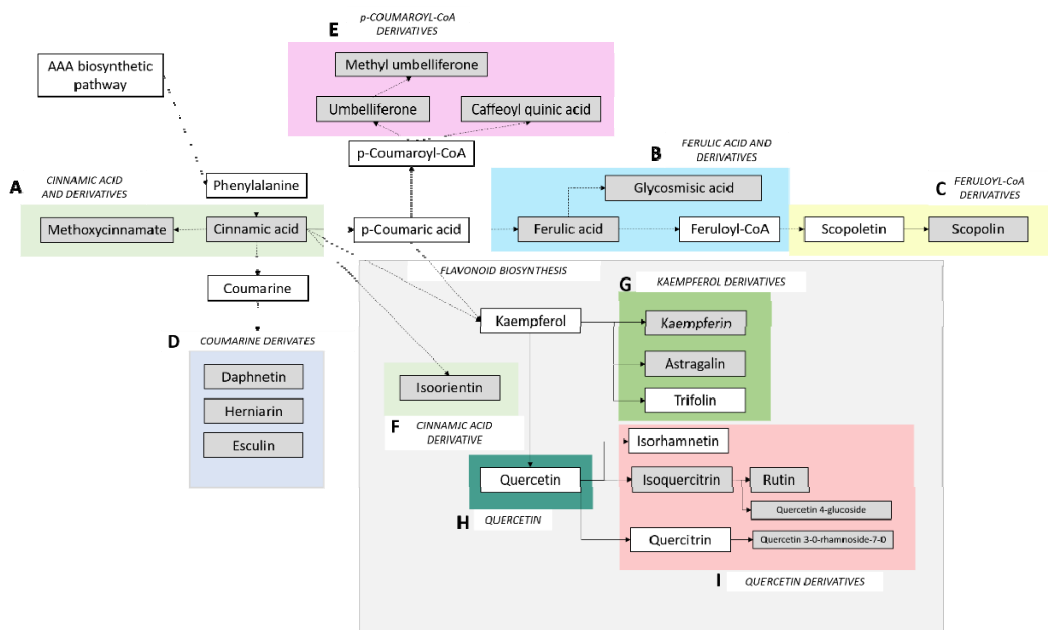 E
p-COUMAROYL-CoA
DERIVATIVES
AAA biosynthetic
pathway
Methyl umbelliferone
Umbelliferone
Caffeoyl quinic acid
p-Coumaroyl-CoA
B
FERULIC ACID AND
DERIVATIVES
A
CINNAMIC ACID
AND DERIVATIVES
Phenylalanine
Glycosmisic acid
C
FERULOYL-CoA
DERIVATIVES
Methoxycinnamate
Cinnamic acid
p-Coumaric acid
Ferulic acid
Feruloyl-CoA
Scopoletin
Scopolin
FLAVONOID BIOSYNTHESIS
Coumarine
G
KAEMPFEROL DERIVATIVES
Kaempferol
Kaempferin
D
COUMARINE DERIVATES
Astragalin
Daphnetin
Isoorientin
Trifolin
Herniarin
F
CINNAMIC ACID
DERIVATIVE
Esculin
Isorhamnetin
Quercetin
Isoquercitrin
Rutin
Quercetin 4-glucoside
H
QUERCETIN
Quercitrin
Quercetin 3-0-rhamnoside-7-0
I
QUERCETIN DERIVATIVES